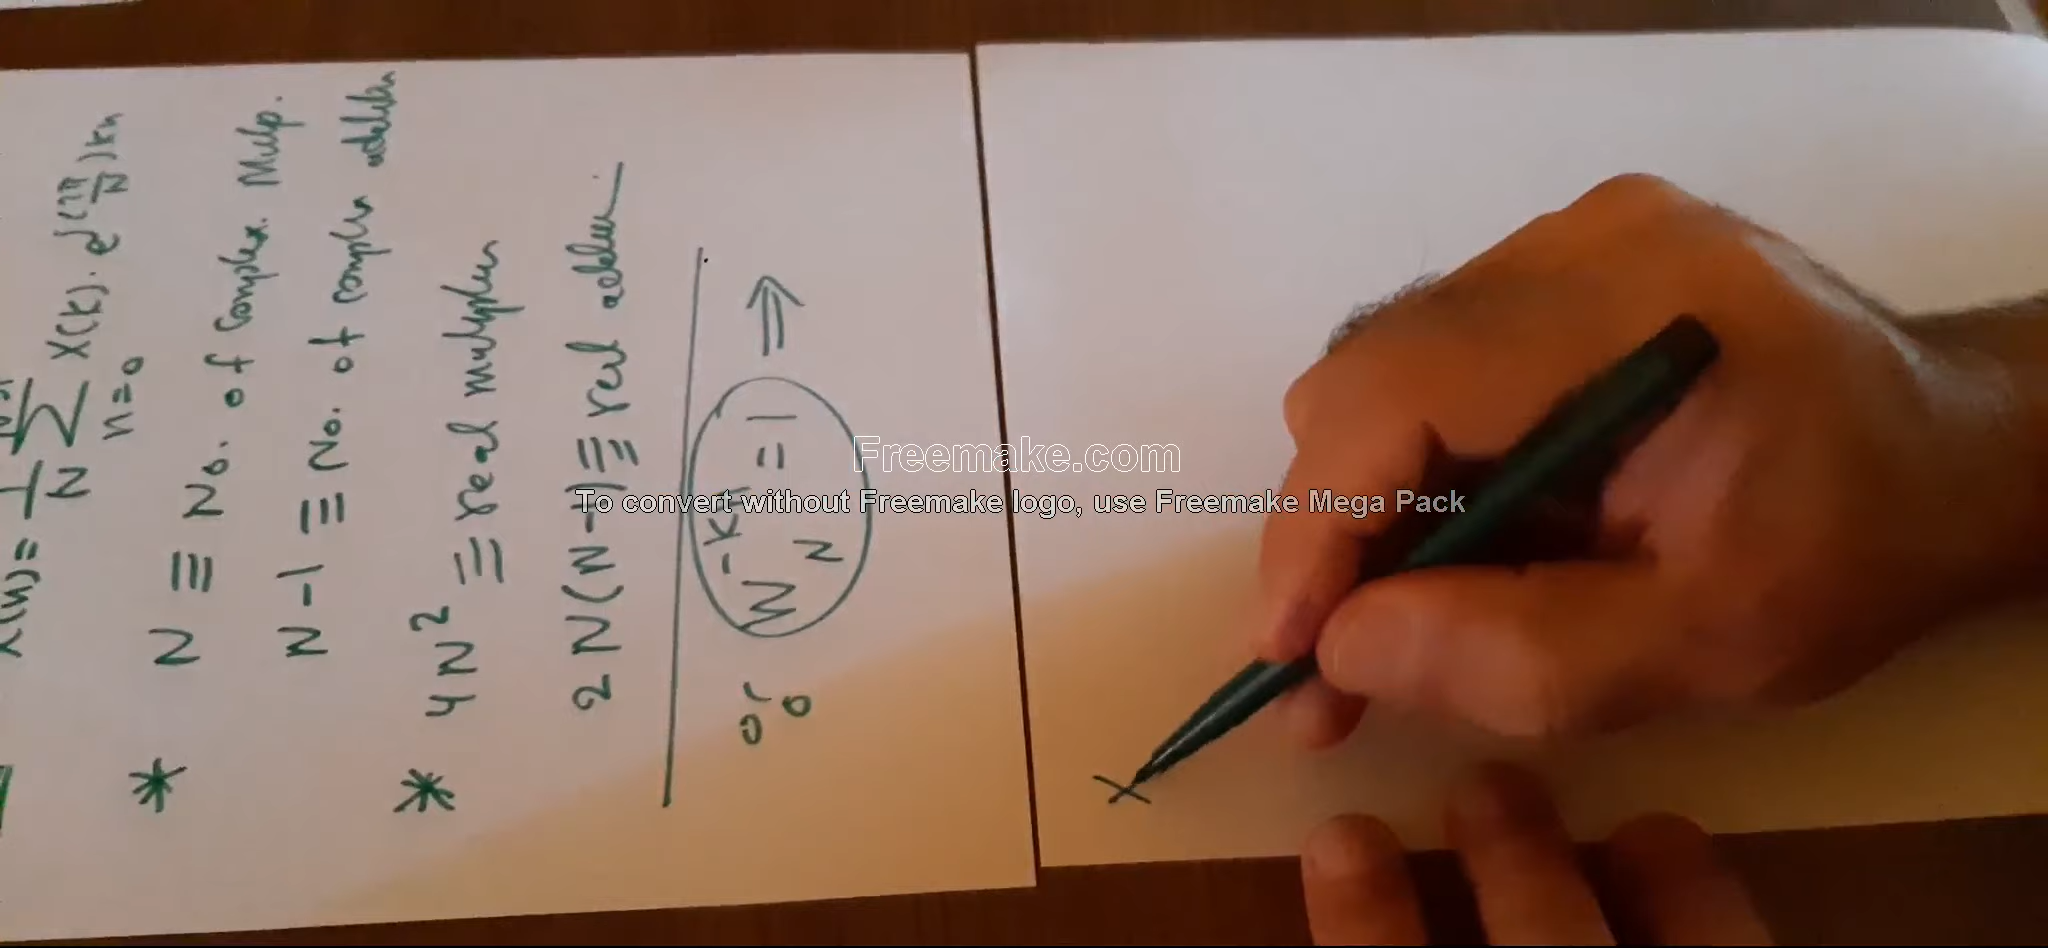 x(n) = 1/N ∑ X(k). e^j(2π/N)kn
n=0
* N ≡ No. of Complex. Mulp.
N-1 ≡ No. of complex
* 4N² ≡ real
2N(N-1) ≡ real
or W_N^-kn = 1 ⇒
o
x
Freemake.com
To convert without Freemake logo, use Freemake Mega Pack